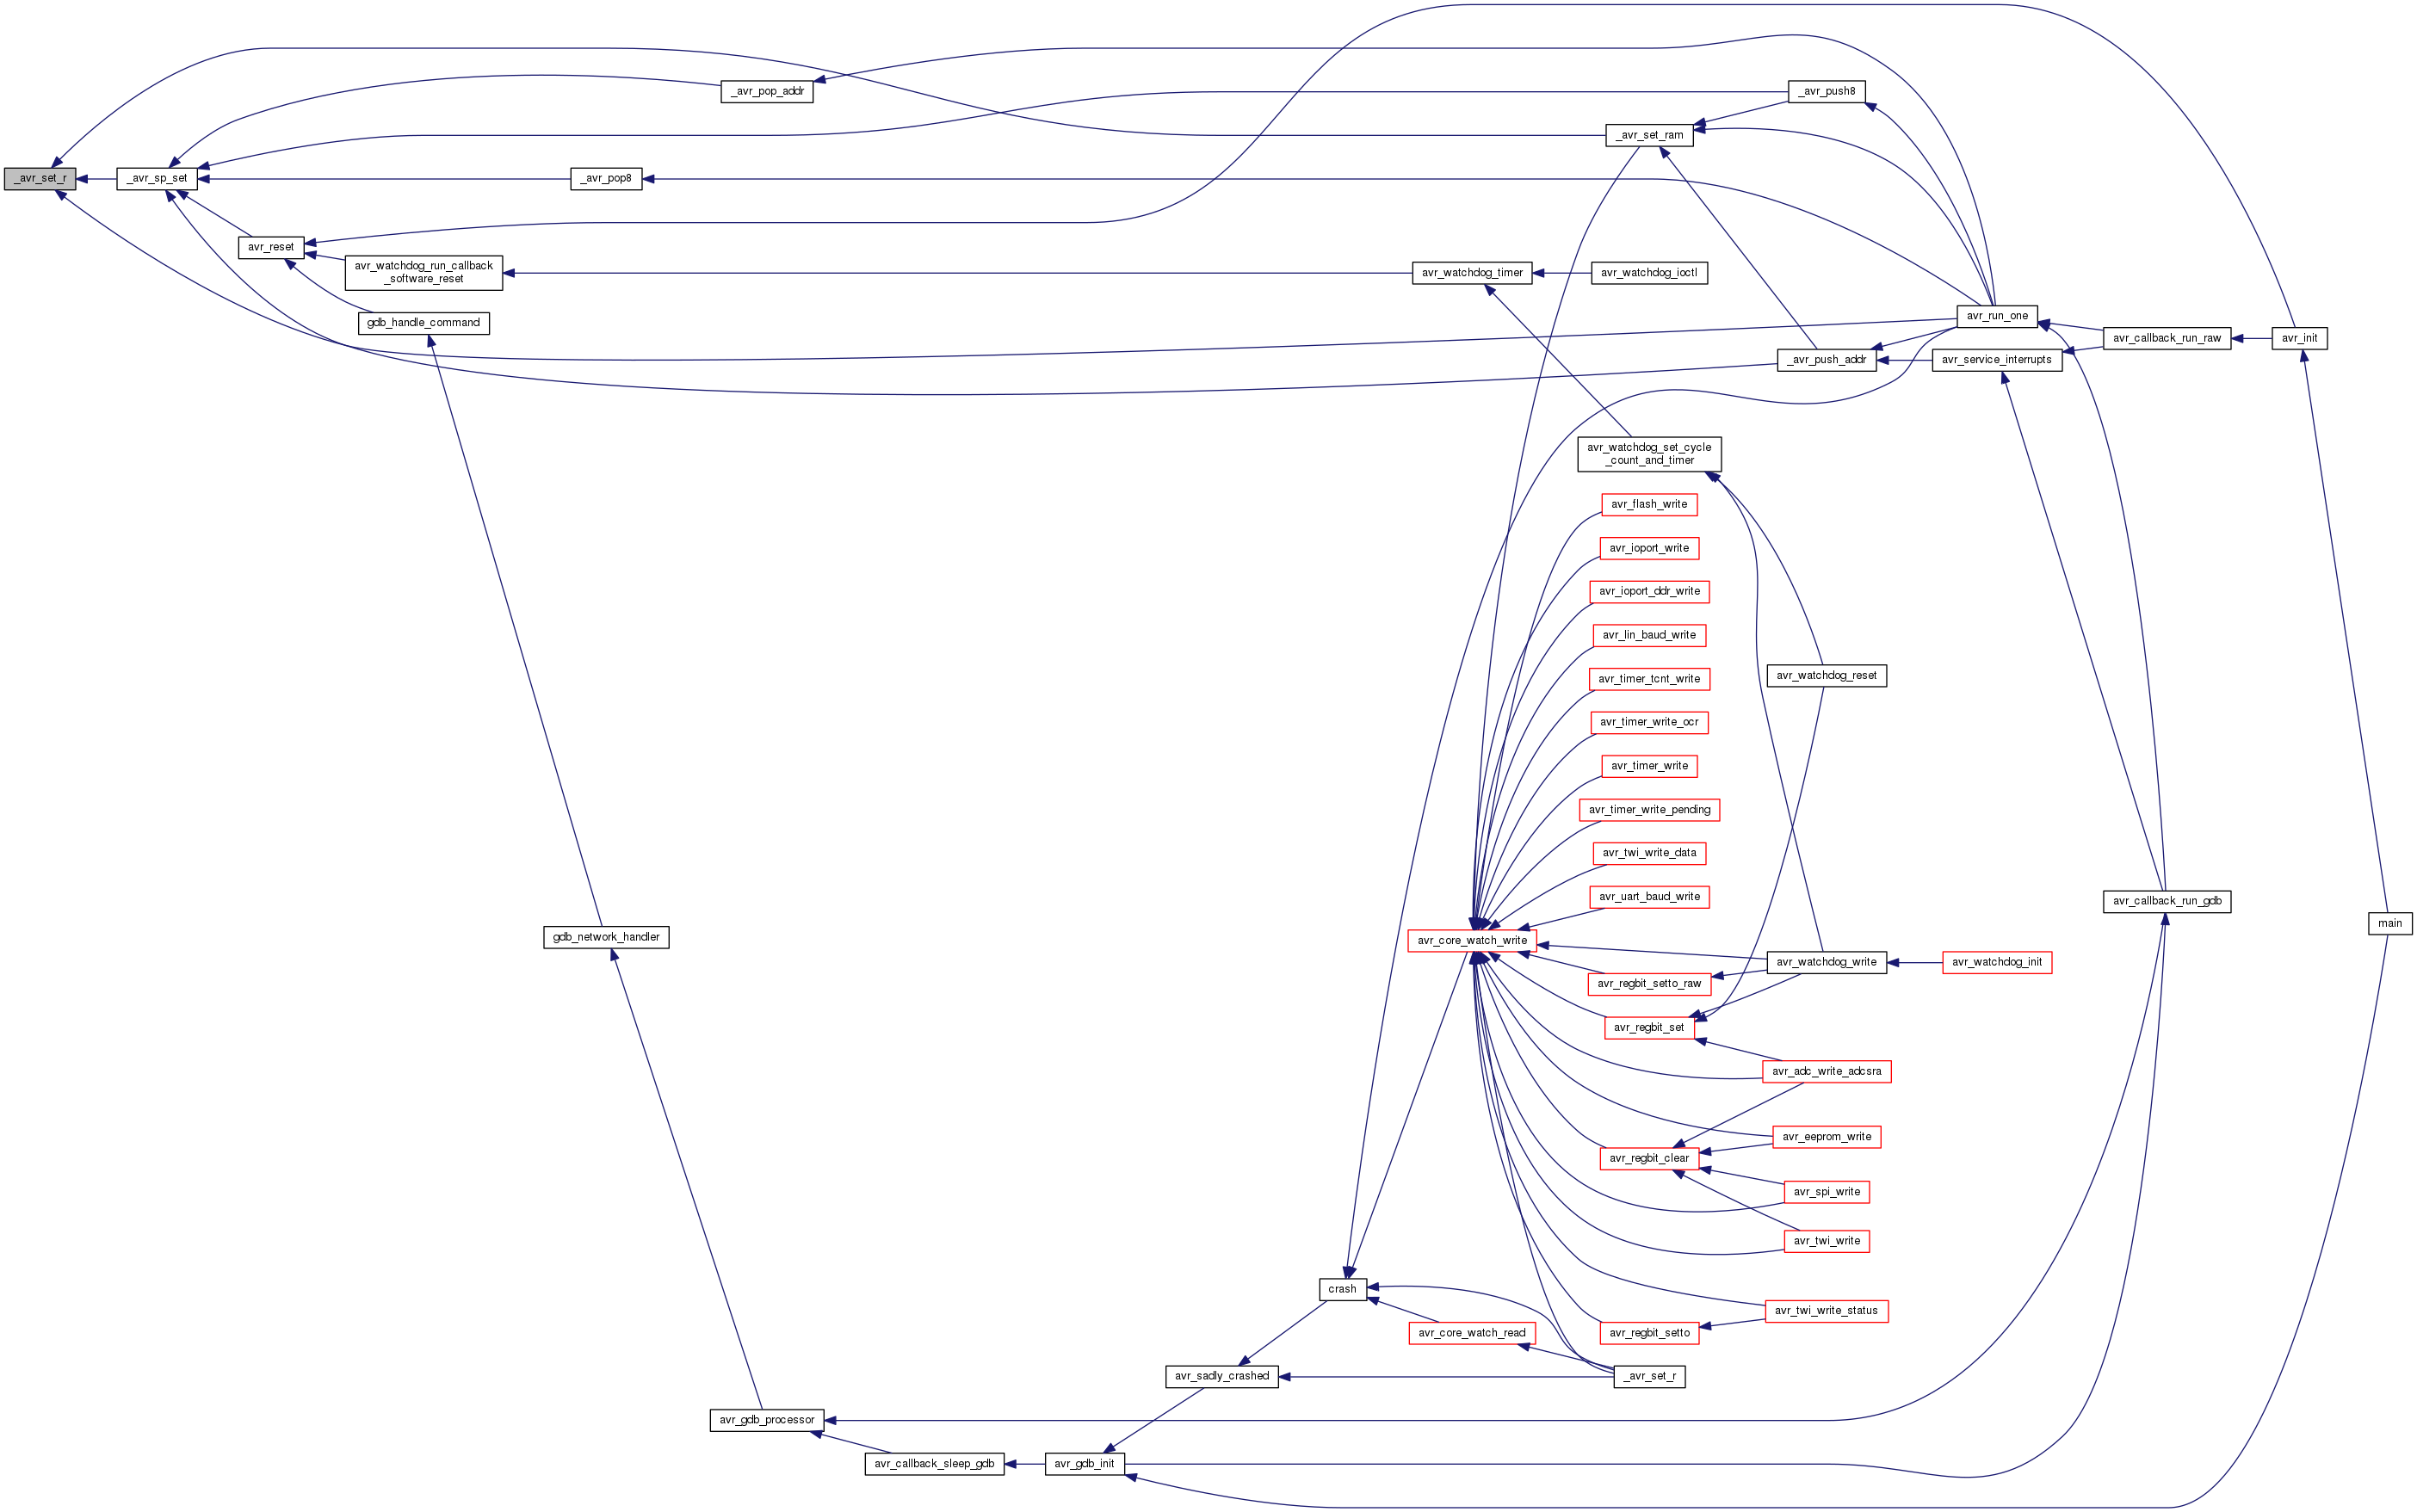 _avr_pop_addr
_avr_push8
_avr_set_ram
_avr_set_r
_avr_sp_set
_avr_pop8
avr_reset
avr_watchdog_run_callback
_software_reset
avr_watchdog_timer
avr_watchdog_ioctl
gdb_handle_command
avr_run_one
avr_callback_run_raw
avr_init
_avr_push_addr
avr_service_interrupts
avr_watchdog_set_cycle
_count_and_timer
avr_flash_write
avr_ioport_write
avr_ioport_ddr_write
avr_lin_baud_write
avr_timer_tcnt_write
avr_watchdog_reset
avr_timer_write_ocr
avr_timer_write
avr_timer_write_pending
avr_twi_write_data
avr_uart_baud_write
avr_callback_run_gdb
main
gdb_network_handler
avr_core_watch_write
avr_watchdog_write
avr_watchdog_init
avr_regbit_setto_raw
avr_regbit_set
avr_adc_write_adcsra
avr_eeprom_write
avr_regbit_clear
avr_spi_write
avr_twi_write
crash
avr_twi_write_status
avr_core_watch_read
avr_regbit_setto
avr_sadly_crashed
_avr_set_r
avr_gdb_processor
avr_callback_sleep_gdb
avr_gdb_init